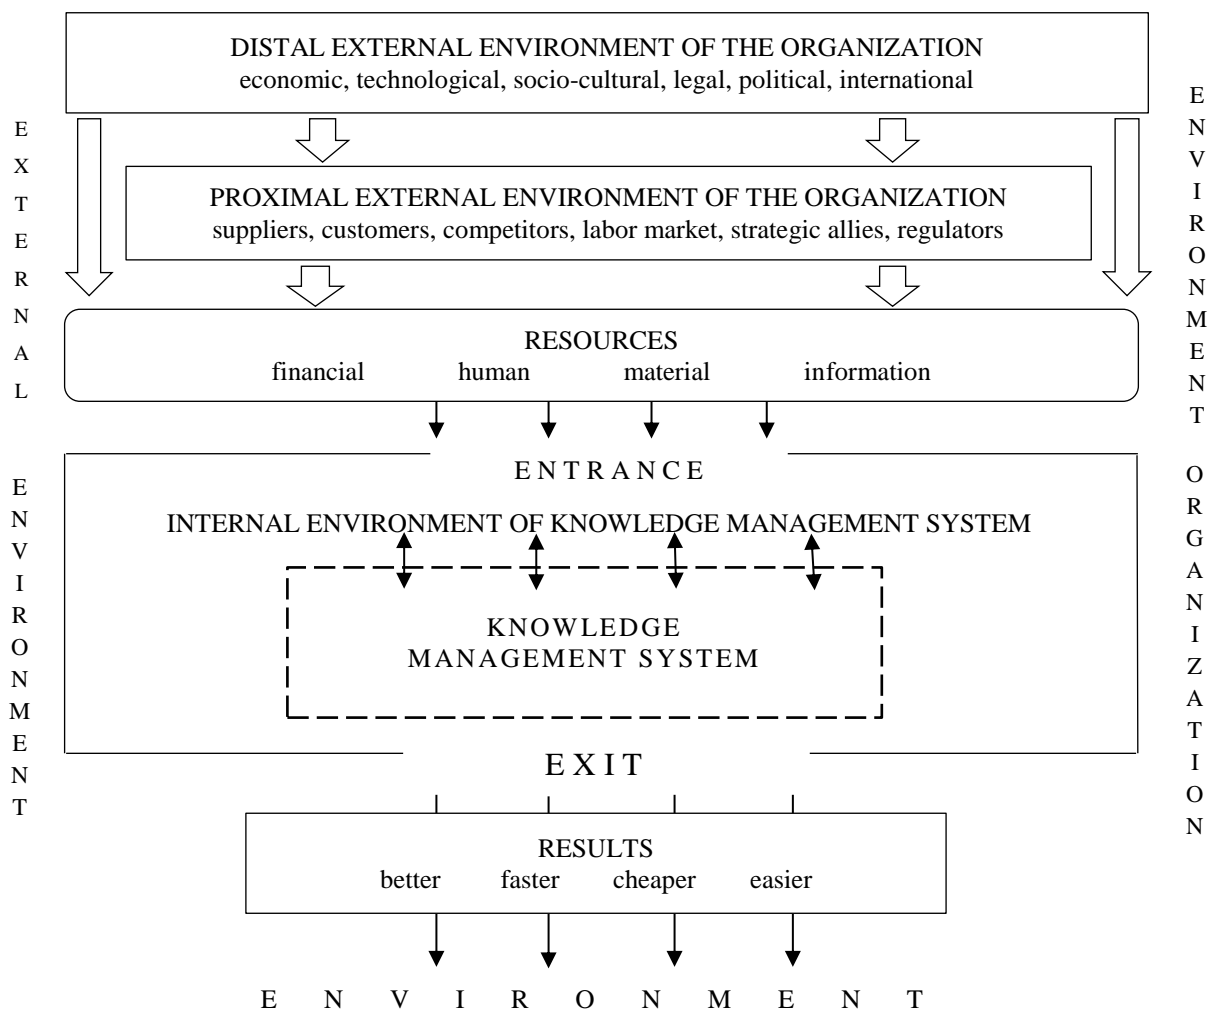 DISTAL EXTERNAL ENVIRONMENT OF THE ORGANIZATION
economic, technological, socio-cultural, legal, political, international
EXTERNAL
ENVIRONMENT
PROXIMAL EXTERNAL ENVIRONMENT OF THE ORGANIZATION
suppliers, customers, competitors, labor market, strategic allies, regulators
RESOURCES
financial human material information
ENTRANCE
ENVIRONMENT
ORGANIZATION
INTERNAL ENVIRONMENT OF KNOWLEDGE MANAGEMENT SYSTEM
KNOWLEDGE
MANAGEMENT SYSTEM
EXIT
RESULTS
better faster cheaper easier
ENVIRONMENT